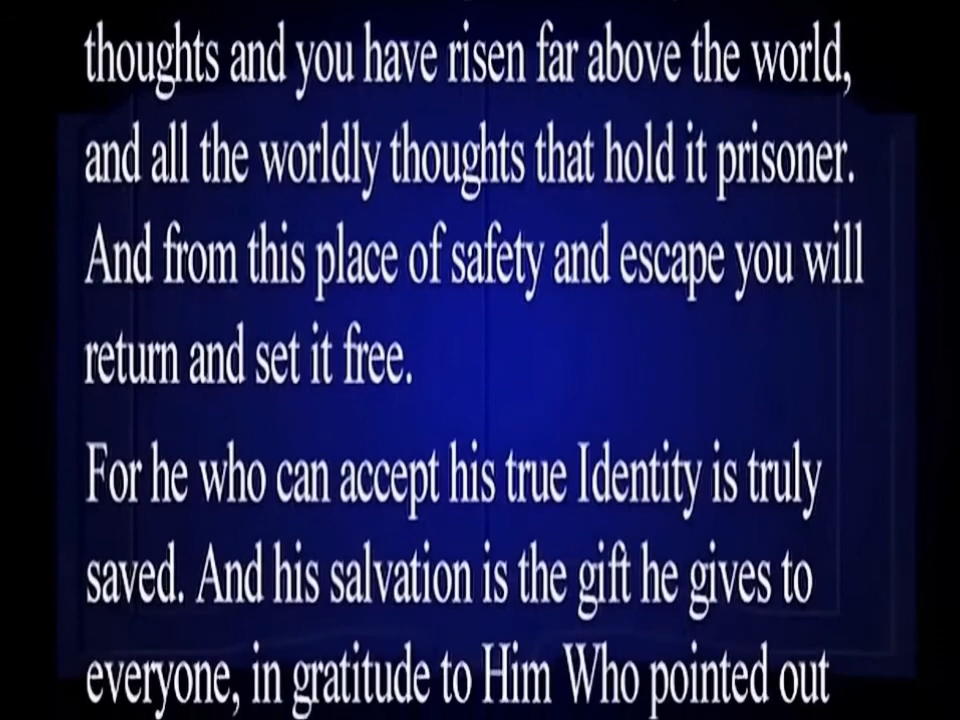 thoughts and you have risen far above the world,
and all the worldly thoughts that hold it prisoner.
And from this place of safety and escape you will
return and set it free.
For he who can accept his true Identity is truly
saved. And his salvation is the gift he gives to
everyone, in gratitude to Him Who pointed out